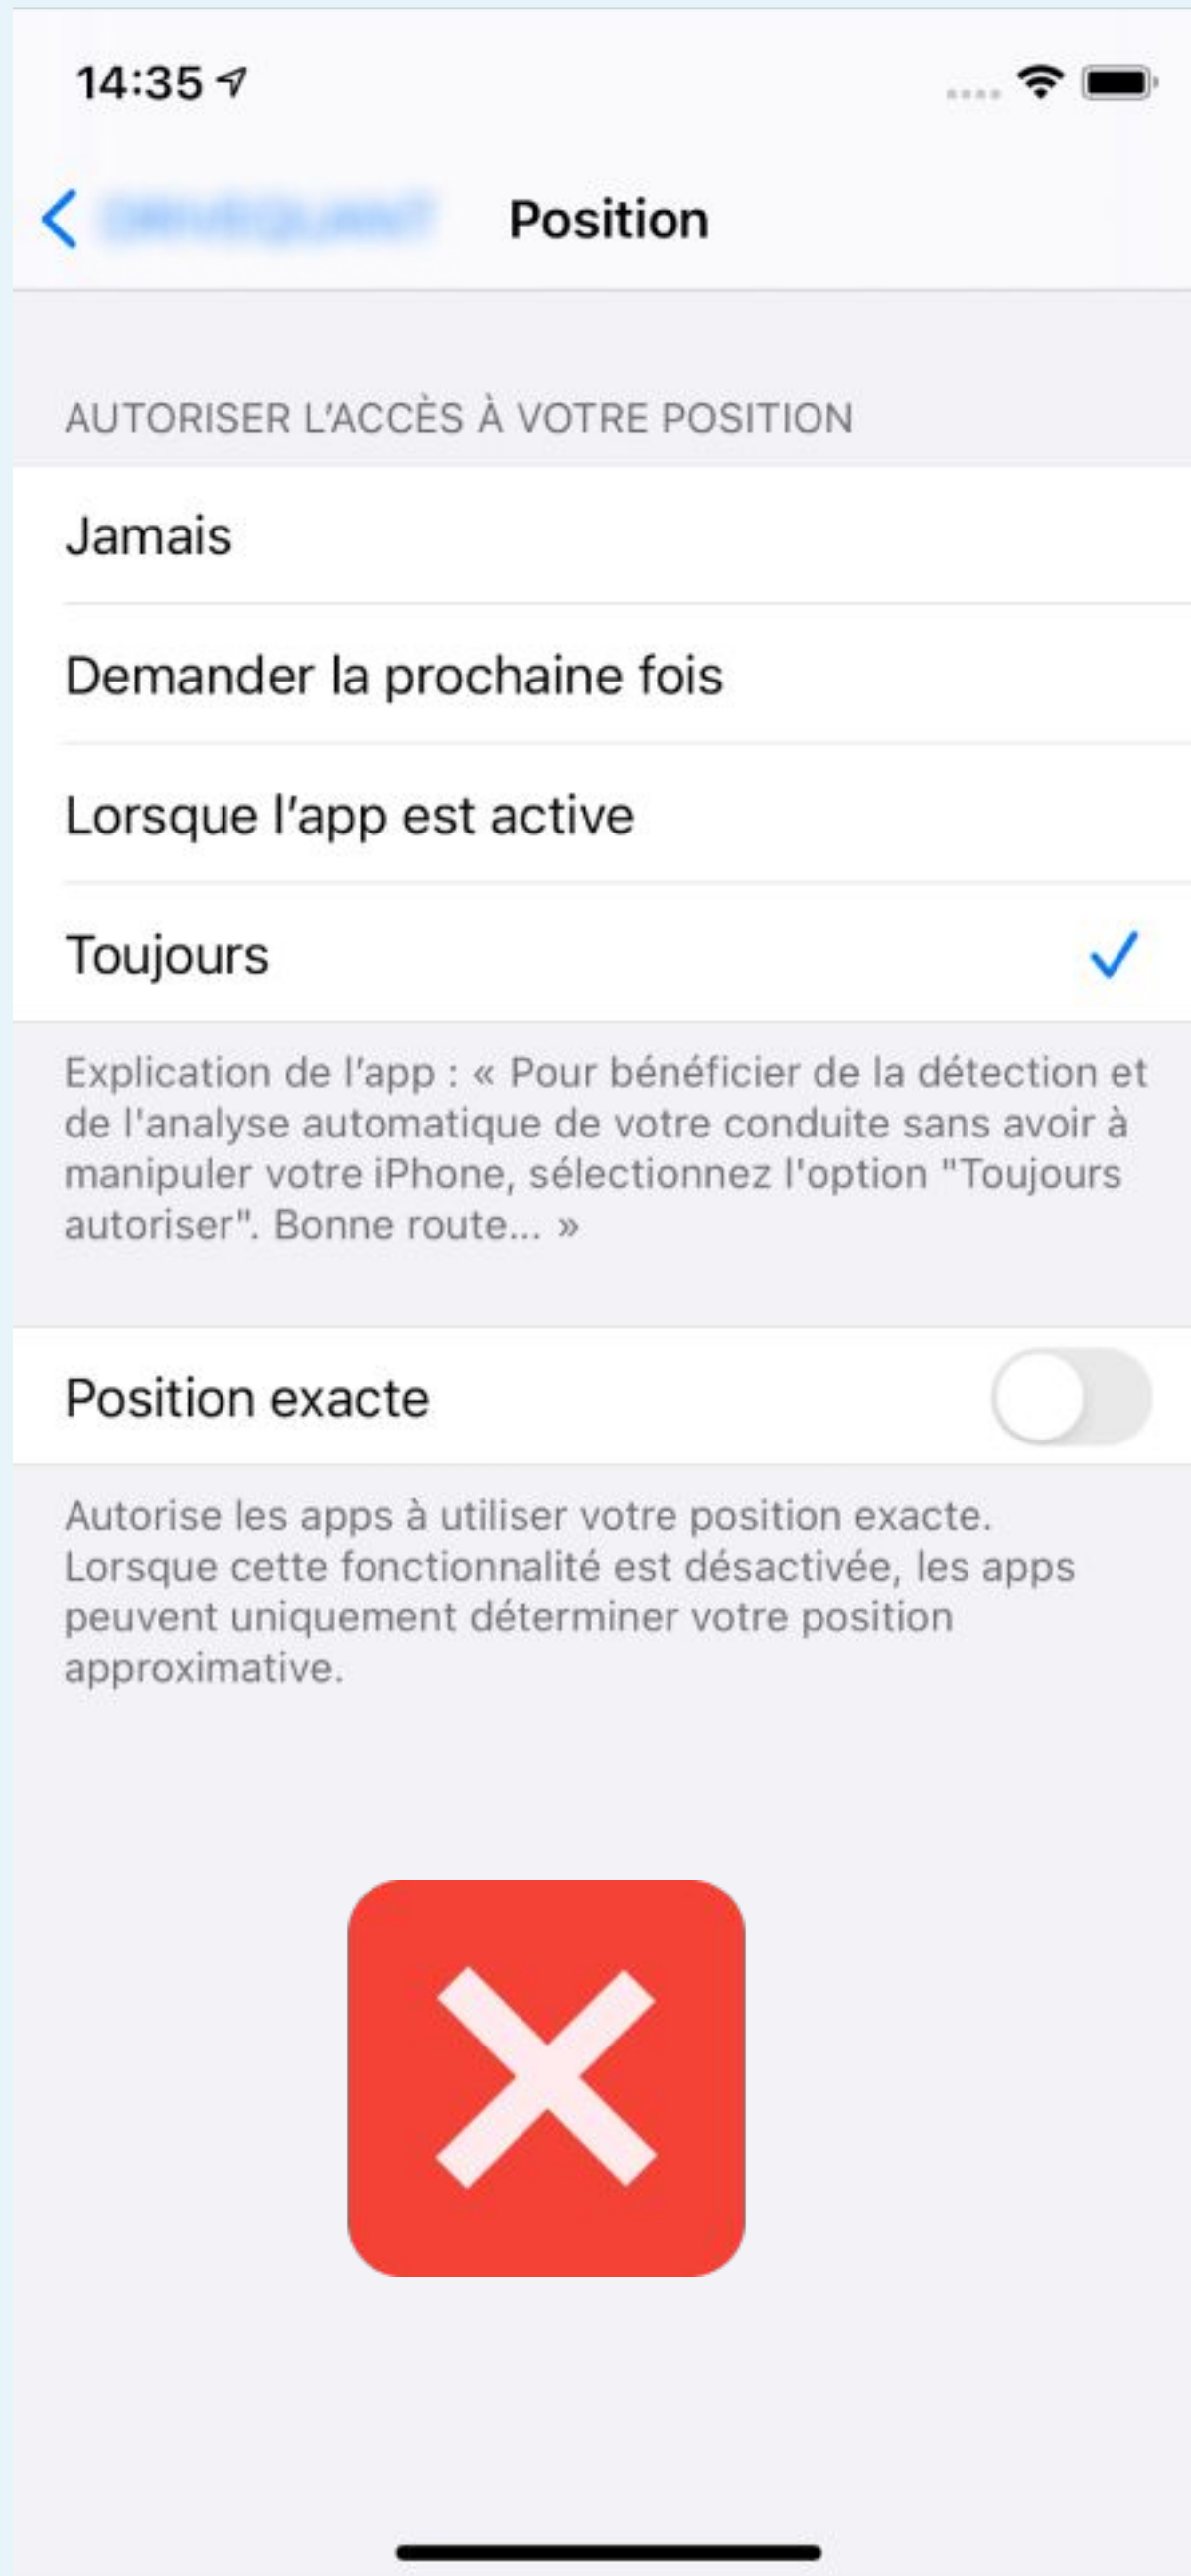 14:35
Position
AUTORISER L'ACCÈS À VOTRE POSITION
Jamais
Demander la prochaine fois
Lorsque l'app est active
Toujours
Explication de l'app : « Pour bénéficier de la détection et
de l'analyse automatique de votre conduite sans avoir à
manipuler votre iPhone, sélectionnez l'option "Toujours
autoriser". Bonne route... »
Position exacte
Autorise les apps à utiliser votre position exacte.
Lorsque cette fonctionnalité est désactivée, les apps
peuvent uniquement déterminer votre position
approximative.